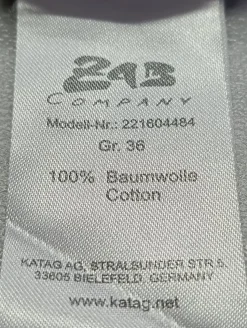 ZAB
COMPANY
Modell-Nr.: 221604484
Gr. 36
100% Baumwolle
Cotton
KATAG AG, STRALSUNDER STR.5
33605 BIELEFELD, GERMANY
www.katag.net